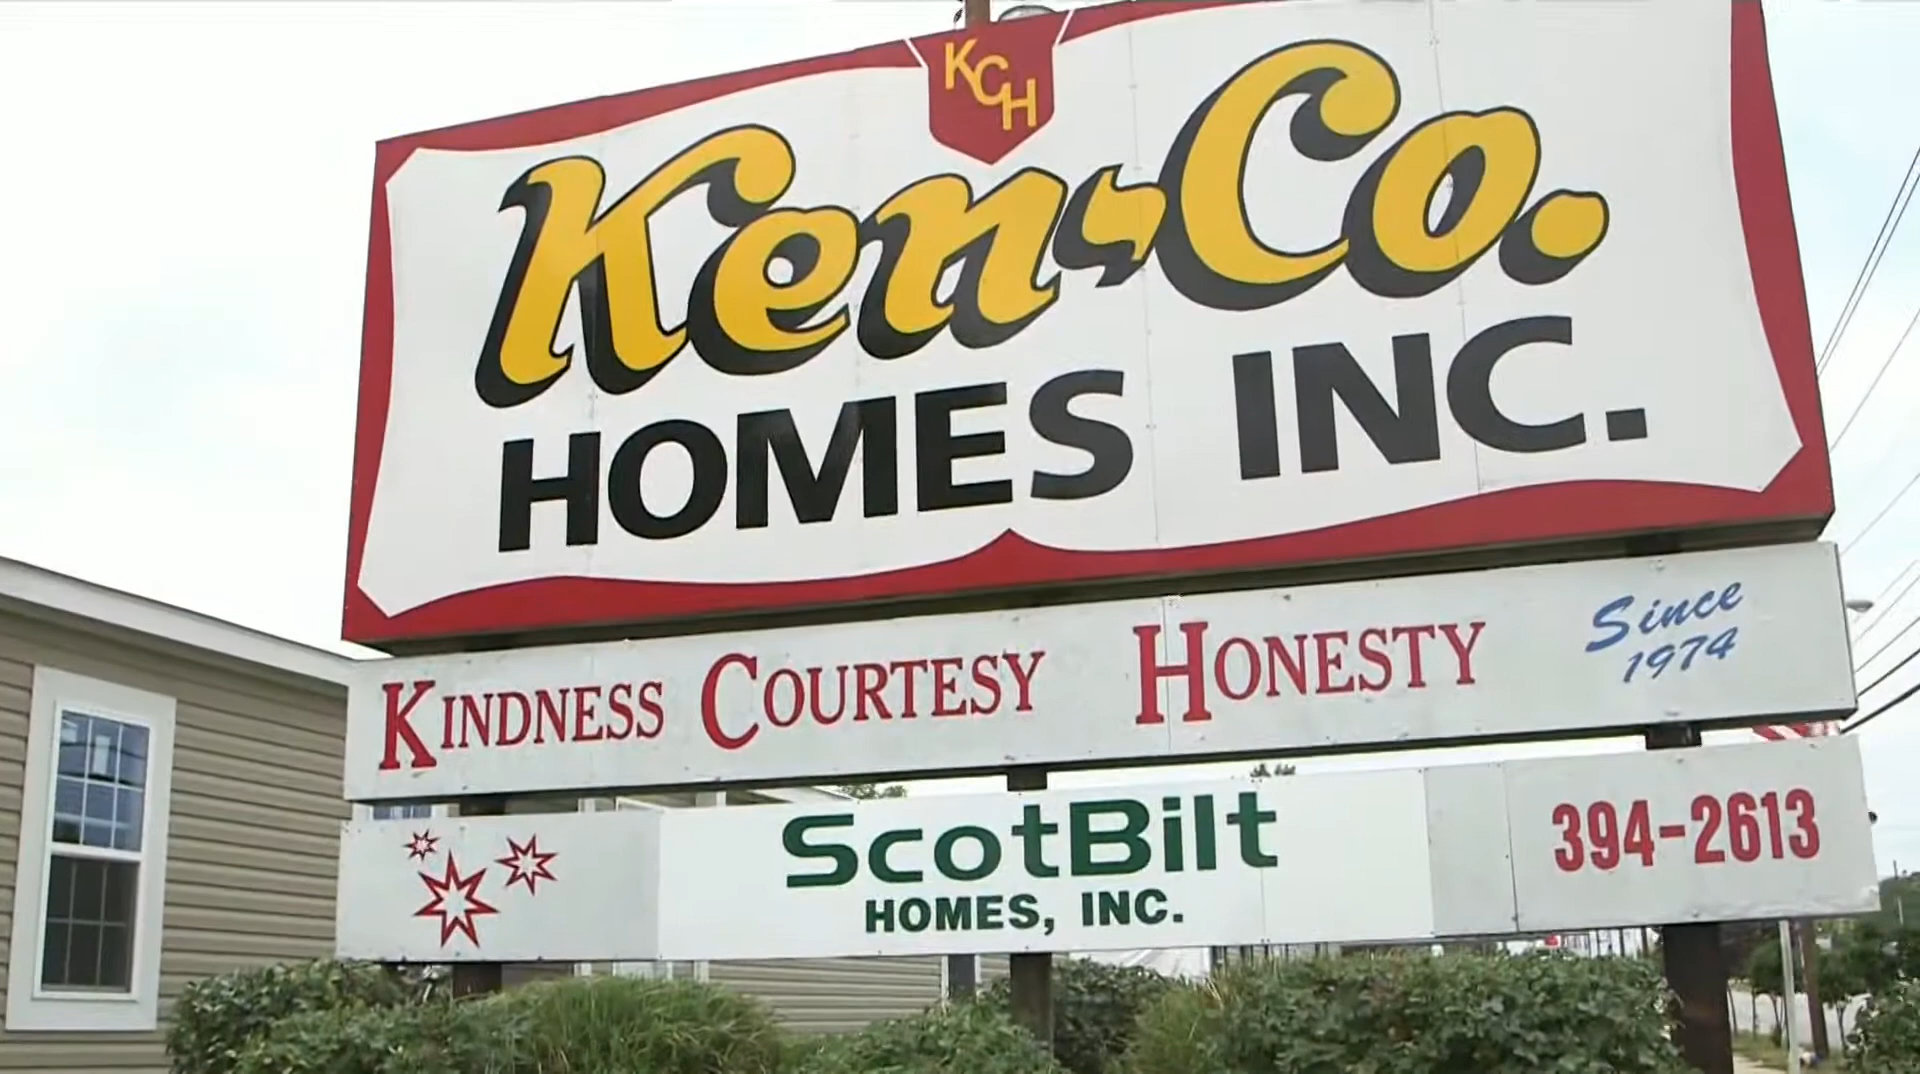 KCH
Ken-Co.
HOMES INC.
KINDNESS COURTESY HONESTY
Since
1974
ScotBilt
HOMES, INC.
394-2613